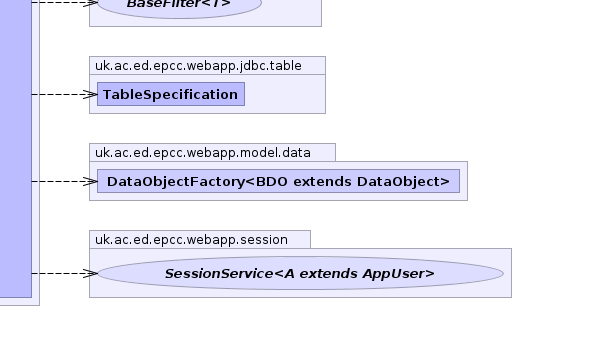 BaseFilter<T>
uk.ac.ed.epcc.webapp.jdbc.table
TableSpecification
uk.ac.ed.epcc.webapp.model.data
DataObjectFactory<BDO extends DataObject>
uk.ac.ed.epcc.webapp.session
SessionService<A extends AppUser>